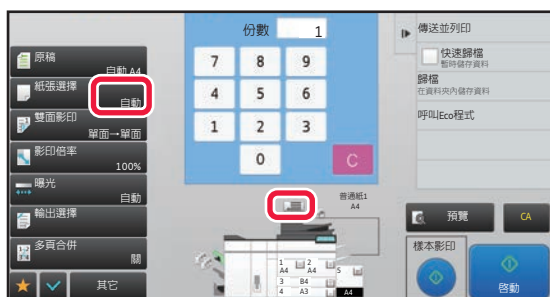 原稿
自動 A4
紙張選擇
自動
雙面影印
單面→單面
影印倍率
100%
曝光
自動
輸出選擇
多頁合併
關
其它
份數 1
7 8 9
4 5 6
1 2 3
0 C
普通紙1
A4
1 2
A4 A4
5
3 B4
4 A3
A4
傳送並列印
快速歸檔
暫時儲存資料
歸檔
在資料夾內儲存資料
呼叫Eco程式
預覽
CA
樣本影印
啓動